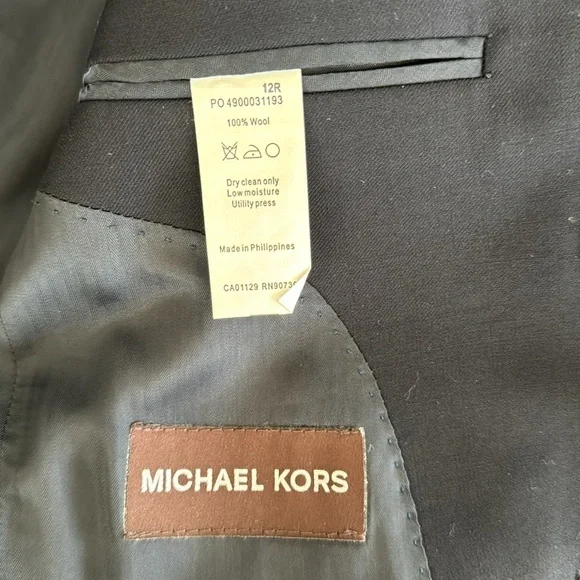 12R
PO 4900031193
100% Wool
Dry clean only
Low moisture
Utility press
Made in Philippines
CA01129
MICHAEL KORS